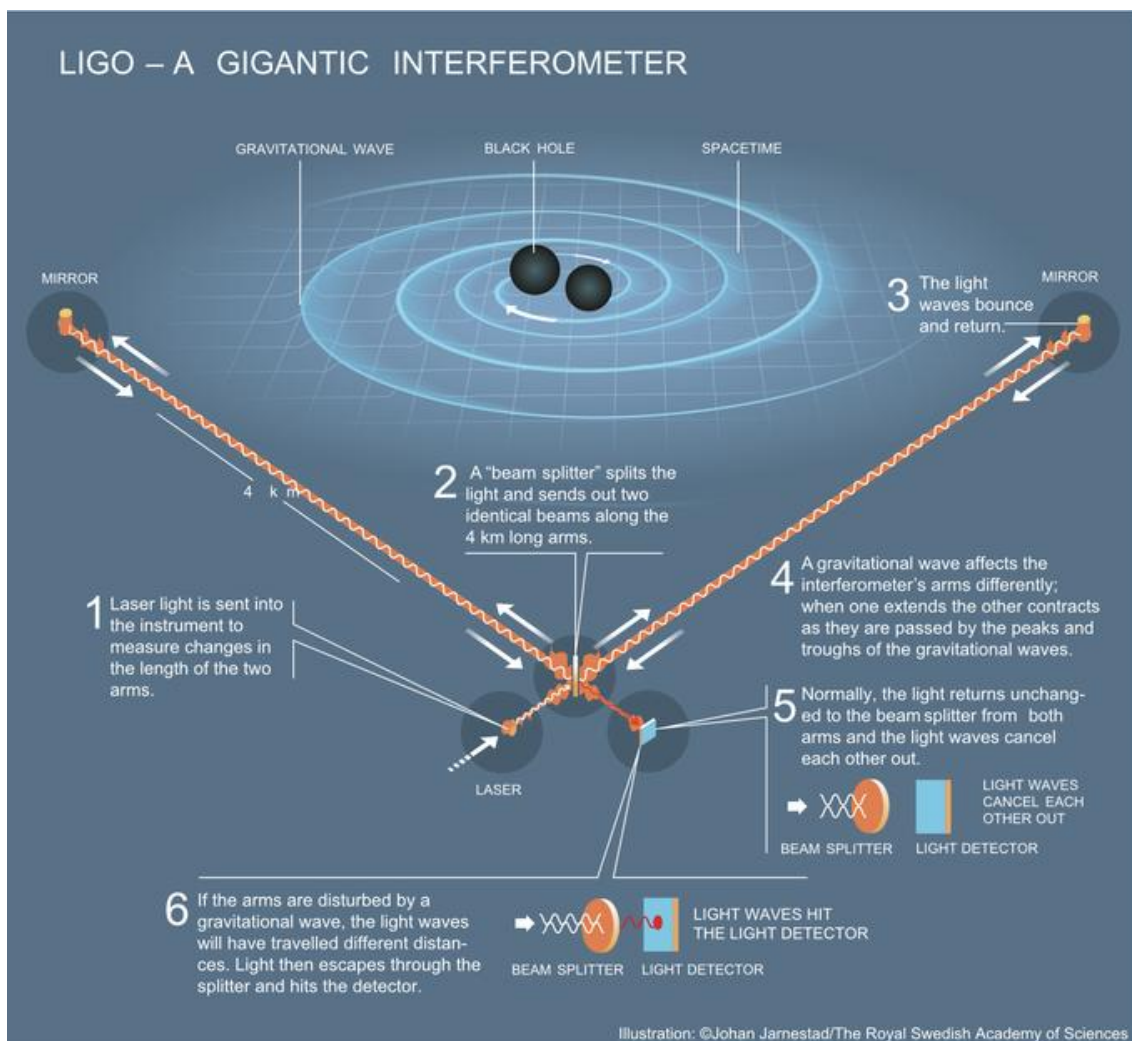 LIGO – A GIGANTIC INTERFEROMETER
GRAVITATIONAL WAVE
BLACK HOLE
SPACETIME
MIRROR
MIRROR
3 The light
waves bounce
and return.
4 km
2 A “beam splitter” splits the
light and sends out two
identical beams along the
4 km long arms.
1 Laser light is sent into
the instrument to
measure changes in
the length of the two
arms.
4 A gravitational wave affects the
interferometer’s arms differently;
when one extends the other contracts
as they are passed by the peaks and
troughs of the gravitational waves.
LASER
5 Normally, the light returns unchang-
ed to the beam splitter from both
arms and the light waves cancel
each other out.
LIGHT WAVES
CANCEL EACH
OTHER OUT
BEAM SPLITTER
LIGHT DETECTOR
6 If the arms are disturbed by a
gravitational wave, the light waves
will have travelled different distan-
ces. Light then escapes through the
splitter and hits the detector.
LIGHT WAVES HIT
THE LIGHT DETECTOR
BEAM SPLITTER
LIGHT DETECTOR
Illustration: ©Johan Jarnestad/The Royal Swedish Academy of Sciences